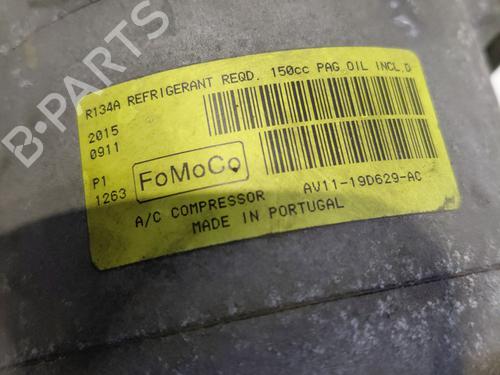 B-PARTS
R134A REFRIGERANT REQD. 150cc PAG OIL INCL.D
2015
0911
P1
1263
FoMoCo
AV11-19D629-AC
A/C COMPRESSOR
MADE IN PORTUGAL